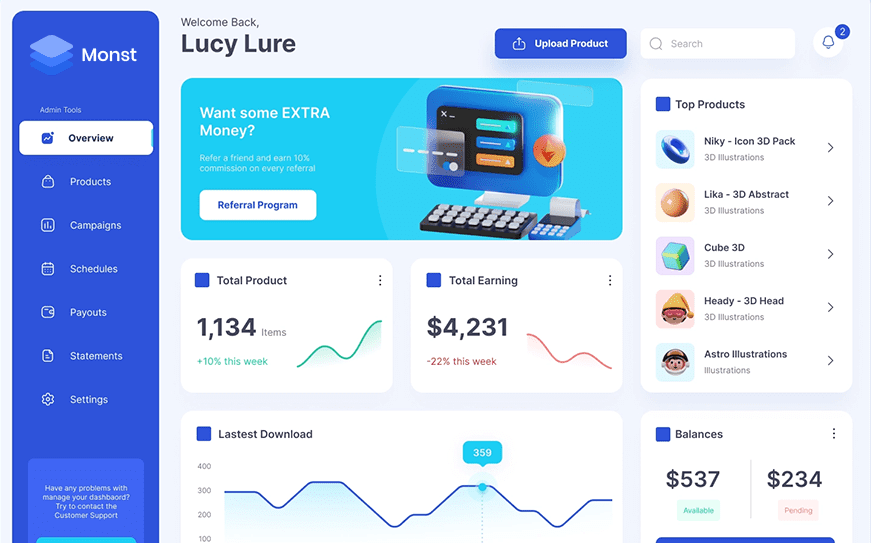 Monst
Admin Tools
Overview
Products
Campaigns
Schedules
Payouts
Statements
Settings
Have any problems with
manage your dashbaord?
Try to contact the
Customer Support
Welcome Back,
Lucy Lure
Upload Product
Search
2
Want some EXTRA
Money?
Refer a friend and earn 10%
commission on every referral
Referral Program
Total Product
1,134 Items
+10% this week
Total Earning
$4,231
-22% this week
Lastest Download
359
400
300
200
100
Top Products
Niky - Icon 3D Pack
3D Illustrations
Lika - 3D Abstract
3D Illustrations
Cube 3D
3D Illustrations
Heady - 3D Head
3D Illustrations
Astro Illustrations
Illustrations
Balances
$537
Available
$234
Pending